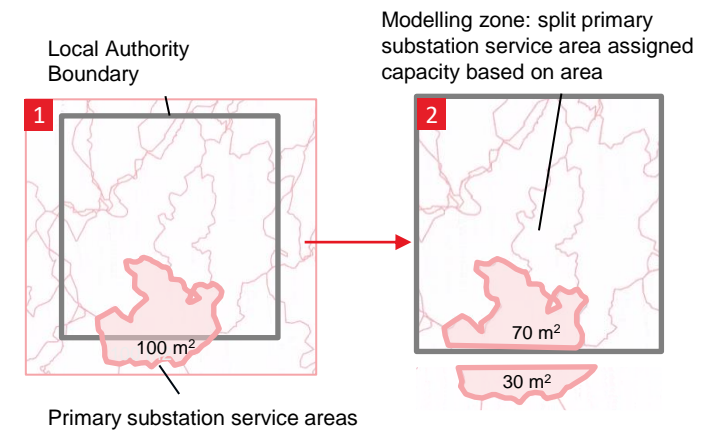 Modelling zone: split primary
substation service area assigned
capacity based on area
Local Authority
Boundary
1
2
100 m²
70 m²
30 m²
Primary substation service areas